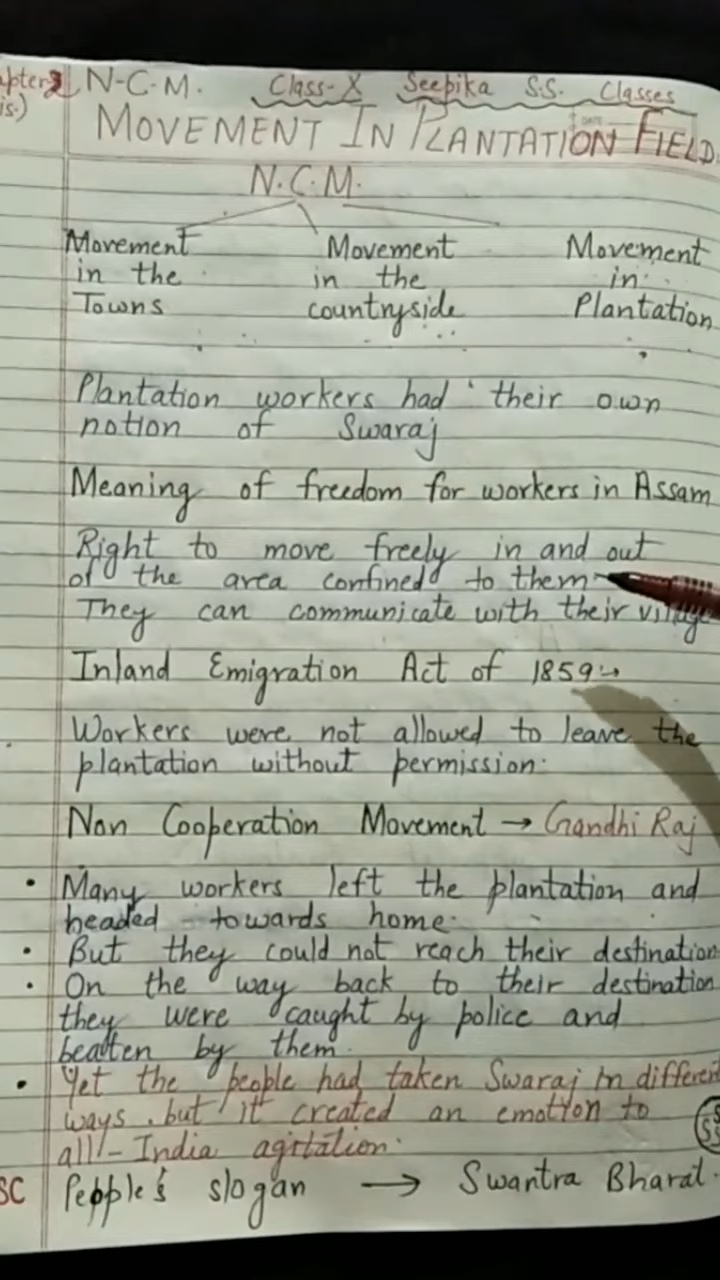 N-C-M. Class-X Seepika S.S. Classes
MOVEMENT IN PLANTATION FIELD
N.C.M.
Movement in the Towns
Movement in the countryside
Movement in Plantation
Plantation workers had their own
notion of Swaraj
Meaning of freedom for workers in Assam
Right to move freely in and out
of the area confined to them
They can communicate with their village
Inland Emigration Act of 1859
Workers were not allowed to leave the
plantation without permission.
Non Cooperation Movement → Gandhi Raj
• Many workers left the plantation and
headed towards home.
• But they could not reach their destination
• On the way back to their destination
they were caught by police and
beaten by them.
• Yet the people had taken Swaraj in different
ways, but it created an emotion to
all-India agitation.
People's slogan → Swantra Bharat.